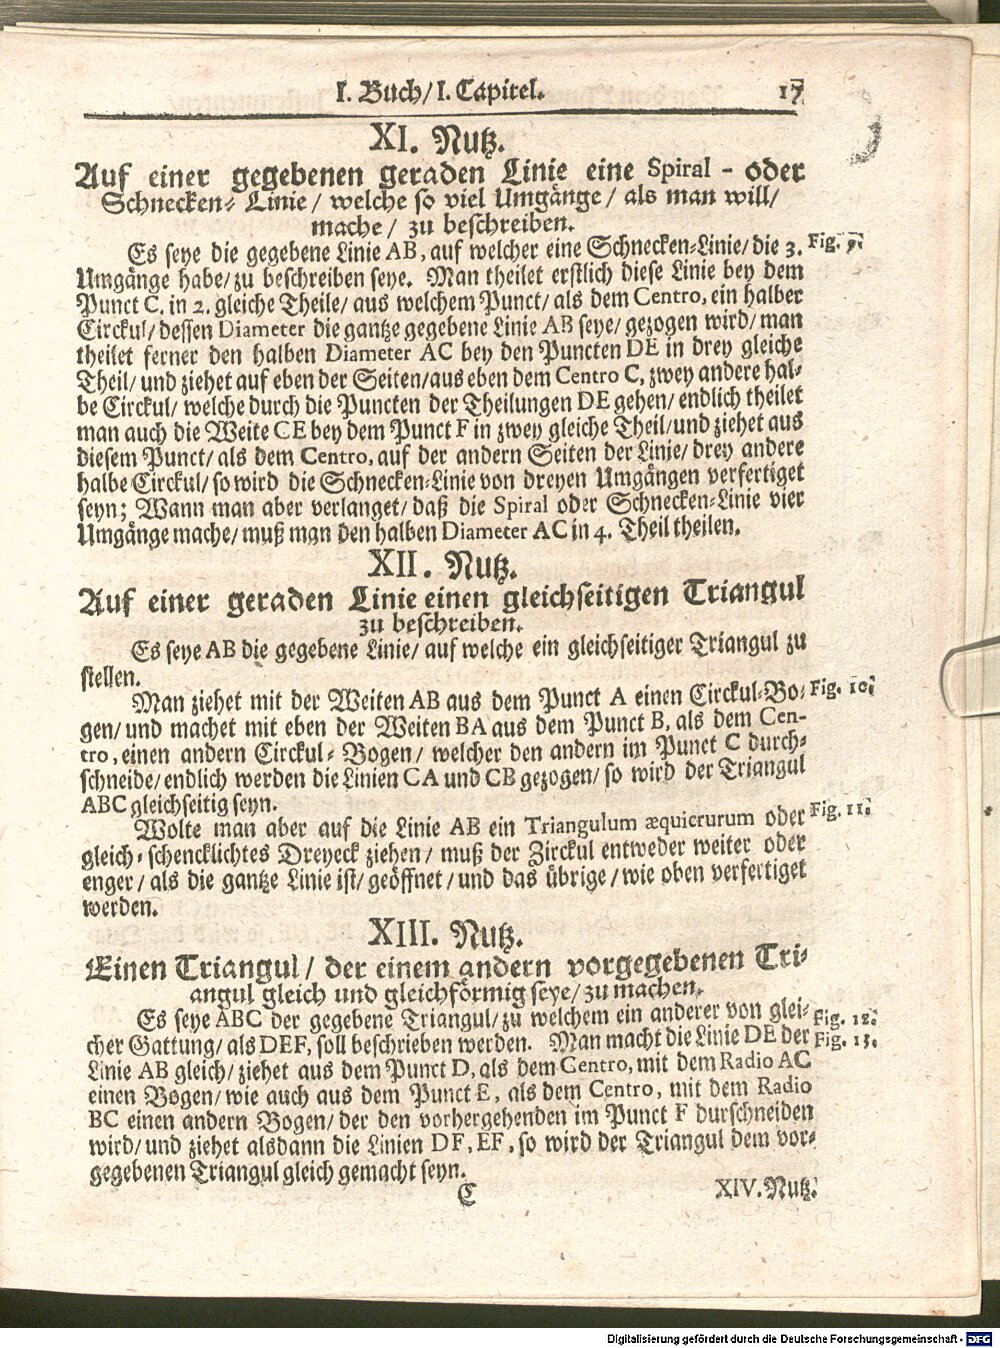 I. Buch/ I. Capitel. 17
XI. Nutz.
Auf einer gegebenen geraden Linie eine Spiral - oder
Schnecken- Linie / welche so viel Umgänge / als man will/
mache / zu beschreiben.
Es seye die gegebene Linie AB, auf welcher eine Schnecken-Linie/ die 3. Fig. 9.
Umgänge habe/ zu beschreiben seye. Man theilet erstlich diese Linie bey dem
Punct C. in 2. gleiche Theile/ aus welchem Punct/ als dem Centro, ein halber
Circkul/ dessen Diameter die gantze gegebene Linie AB seye/ gezogen wird/ man
theilet ferner den halben Diameter AC bey den Puncten DE in drey gleiche
Theil/ und ziehet auf eben der Seiten/aus eben dem Centro C, zwey andere hal-
be Circkul/ welche durch die Puncten der Theilungen DE gehen/ endlich theilet
man auch die Weite CE bey dem Punct F in zwey gleiche Theil/und ziehet aus
diesem Punct/ als dem Centro, auf der andern Seiten der Linie/ drey andere
halbe Circkul/ so wird die Schnecken-Linie von dreyen Umgängen verfertiget
seyn; Wann man aber verlanget/ daß die Spiral oder Schnecken-Linie vier
Umgänge mache/ muß man den halben Diameter AC in 4. Theil theilen.
XII. Nutz.
Auf einer geraden Linie einen gleichseitigen Triangul
zu beschreiben.
Es seye AB die gegebene Linie/ auf welche ein gleichseitiger Triangul zu
stellen.
Man ziehet mit der Weiten AB aus dem Punct A einen Circkul-Bo- Fig. 10.
gen/ und machet mit eben der Weiten BA aus dem Punct B, als dem Cen-
tro, einen andern Circkul- Bogen/ welcher den andern im Punct C durch-
schneide/ endlich werden die Linien CA und CB gezogen/ so wird der Triangul
ABC gleichseitig seyn.
Wolte man aber auf die Linie AB ein Triangulum æquicrurum oder Fig. 11.
gleich- schencklichtes Dreyeck ziehen / muß der Zirckul entweder weiter oder
enger / als die gantze Linie ist/ geöffnet / und das übrige / wie oben verfertiget
werden.
XIII. Nutz.
Einen Triangul / der einem andern vorgegebenen Tri-
angul gleich und gleichförmig seye/ zu machen.
Es seye ABC der gegebene Triangul/ zu welchem ein anderer von glei- Fig. 12.
cher Gattung/ als DEF, soll beschrieben werden. Man macht die Linie DE der Fig. 13.
Linie AB gleich/ ziehet aus dem Punct D, als dem Centro, mit dem Radio AC
einen Bogen/ wie auch aus dem Punct E, als dem Centro, mit dem Radio
BC einen andern Bogen/ der den vorhergehenden im Punct F durschneiden
wird/ und ziehet alsdann die Linien DF, EF, so wird der Triangul dem vor-
gegebenen Triangul gleich gemacht seyn.
C XIV. Nutz.
Digitalisierung gefördert durch die Deutsche Forschungsgemeinschaft - DFG